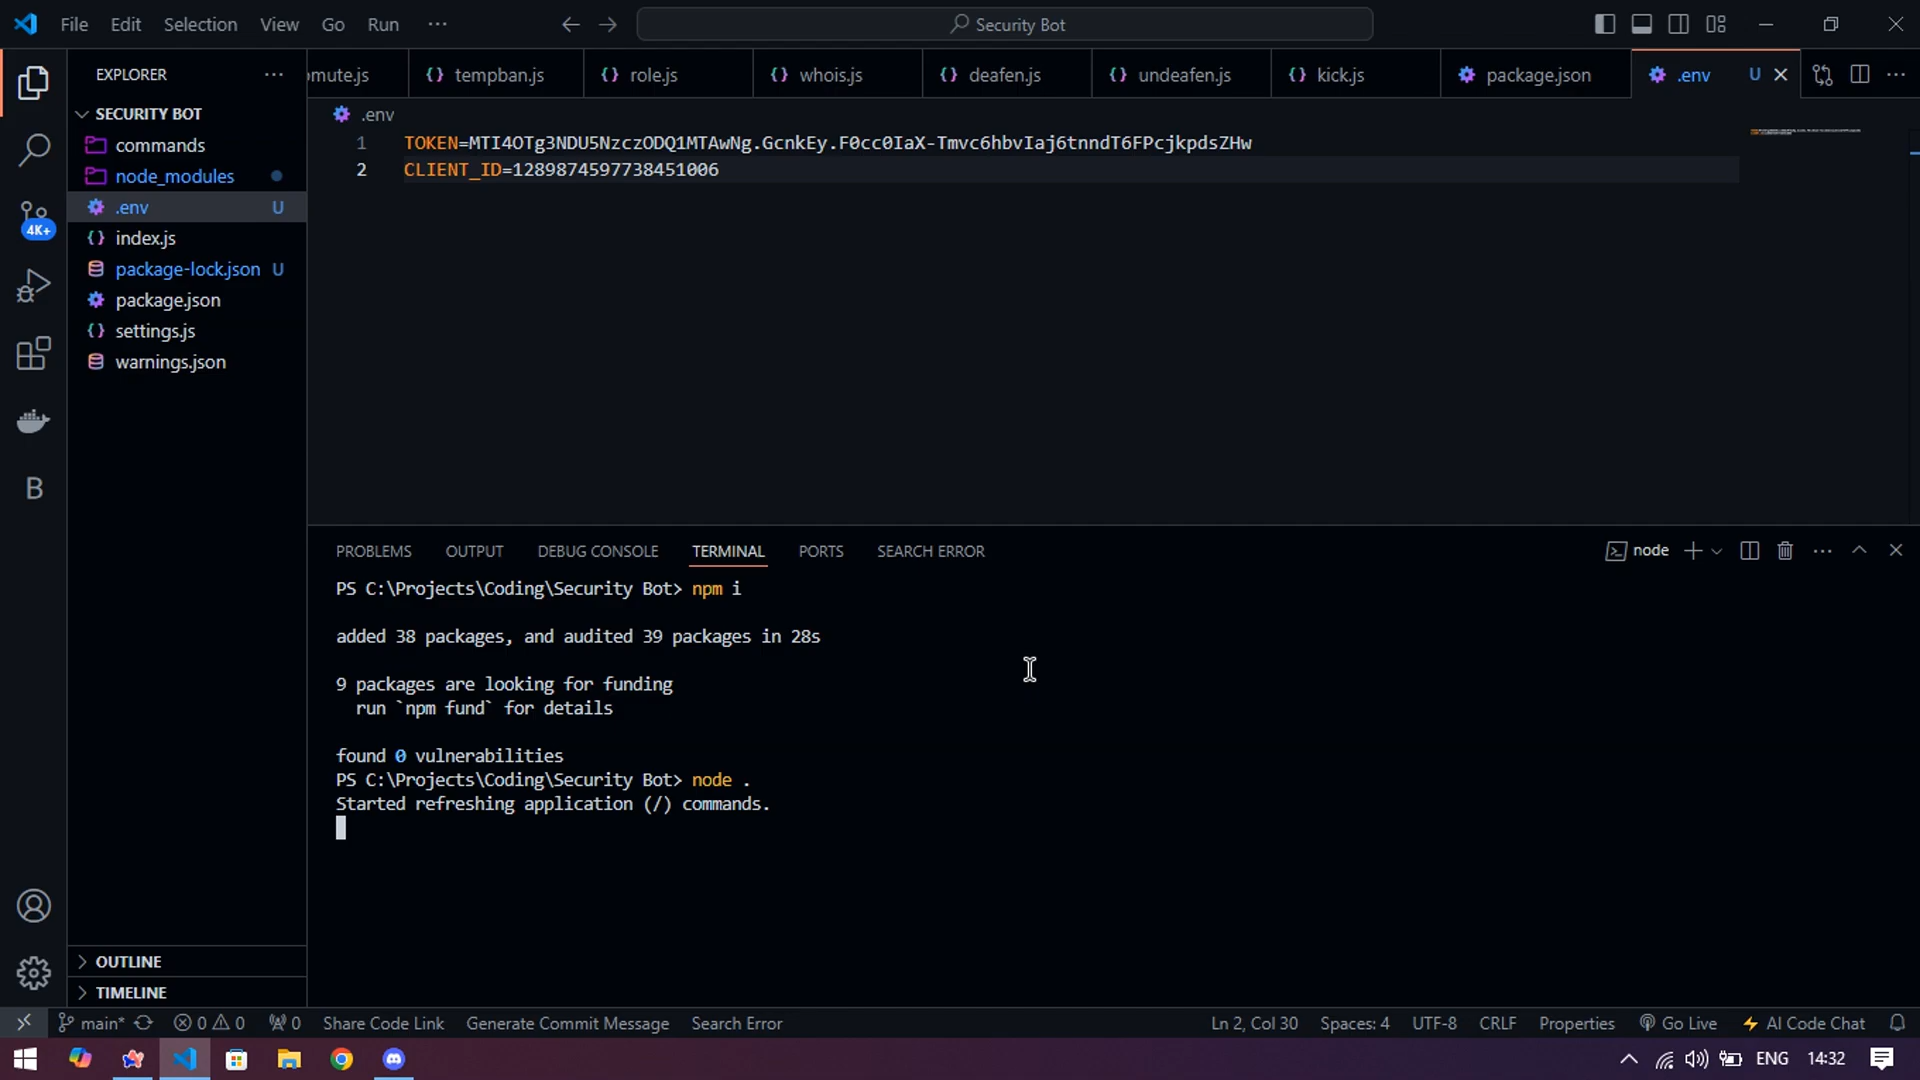 File Edit Selection View Go Run ··· Security Bot
EXPLORER ···
omute.js tempban.js role.js whois.js deafen.js undeafen.js kick.js package.json .env U
SECURITY BOT
commands
node_modules
.env U
index.js
package-lock.json U
package.json
settings.js
warnings.json
4K+
B
OUTLINE
TIMELINE
.env
1 TOKEN=MTI4OTg3NDU5NzczODQ1MTAwNg.GcnkEy.F0cc0IaX-Tmvc6hbvIaj6tnndT6FPcjkpdsZHw
2 CLIENT_ID=1289874597738451006
PROBLEMS OUTPUT DEBUG CONSOLE TERMINAL PORTS SEARCH ERROR node
PS C:\Projects\Coding\Security Bot> npm i
added 38 packages, and audited 39 packages in 28s
9 packages are looking for funding
run `npm fund` for details
found 0 vulnerabilities
PS C:\Projects\Coding\Security Bot> node .
Started refreshing application (/) commands.
main* 0 0 0 Share Code Link Generate Commit Message Search Error Ln 2, Col 30 Spaces: 4 UTF-8 CRLF Properties Go Live AI Code Chat
ENG 14:32